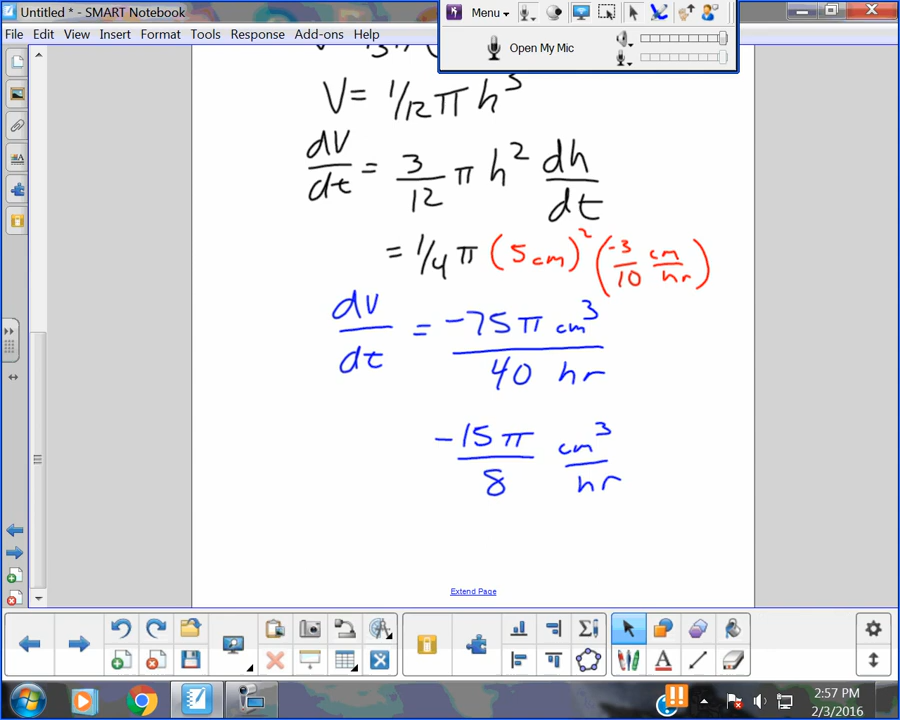 Untitled * - SMART Notebook
Menu
File Edit View Insert Format Tools Response Add-ons Help
Open My Mic
V= 1/12 π h³
dV/dt = 3/12 π h² dh/dt
= 1/4 π (5cm)² (-3/10 cm/hr)
dV/dt = -75π cm³/40 hr
-15π/8 cm³/hr
Extend Page
2:57 PM
2/3/2016